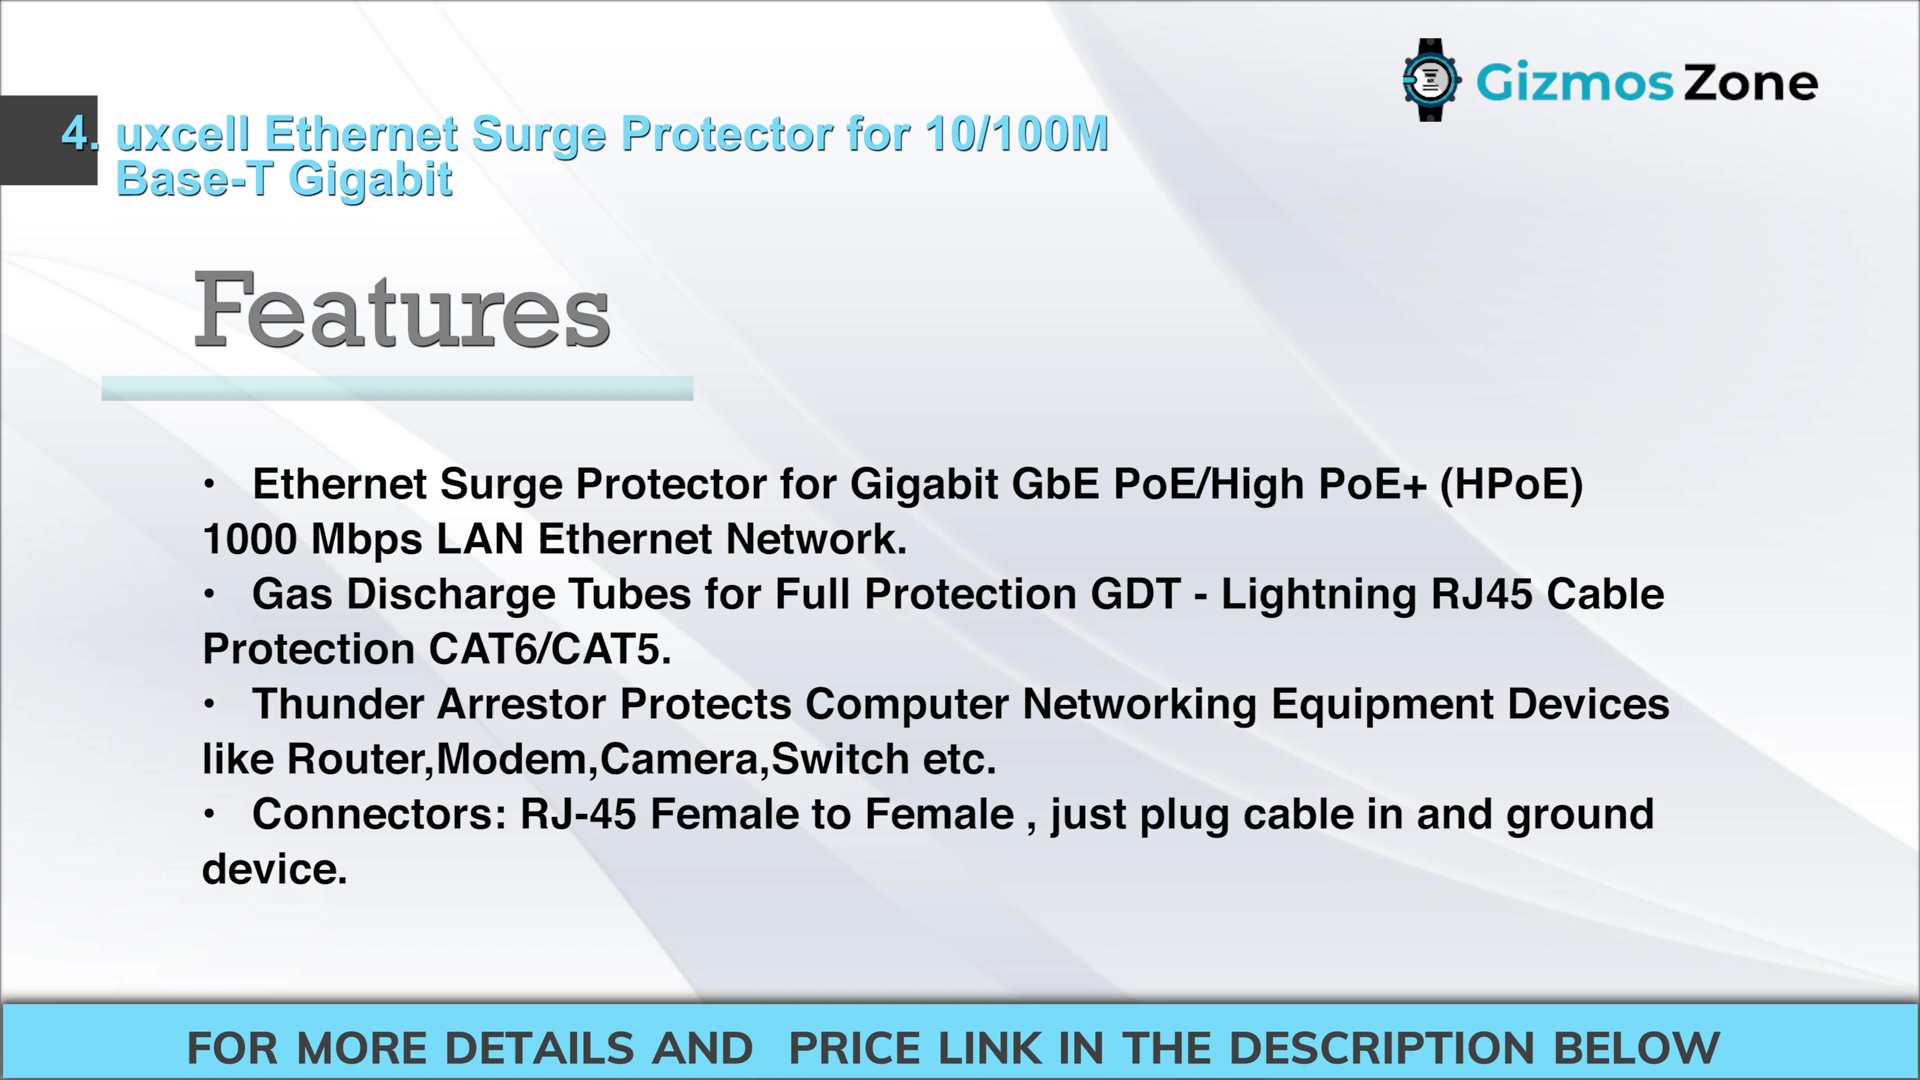 Gizmos Zone
4. uxcell Ethernet Surge Protector for 10/100M
Base-T Gigabit
Features
• Ethernet Surge Protector for Gigabit GbE PoE/High PoE+ (HPoE)
1000 Mbps LAN Ethernet Network.
• Gas Discharge Tubes for Full Protection GDT - Lightning RJ45 Cable
Protection CAT6/CAT5.
• Thunder Arrestor Protects Computer Networking Equipment Devices
like Router,Modem,Camera,Switch etc.
• Connectors: RJ-45 Female to Female , just plug cable in and ground
device.
FOR MORE DETAILS AND PRICE LINK IN THE DESCRIPTION BELOW